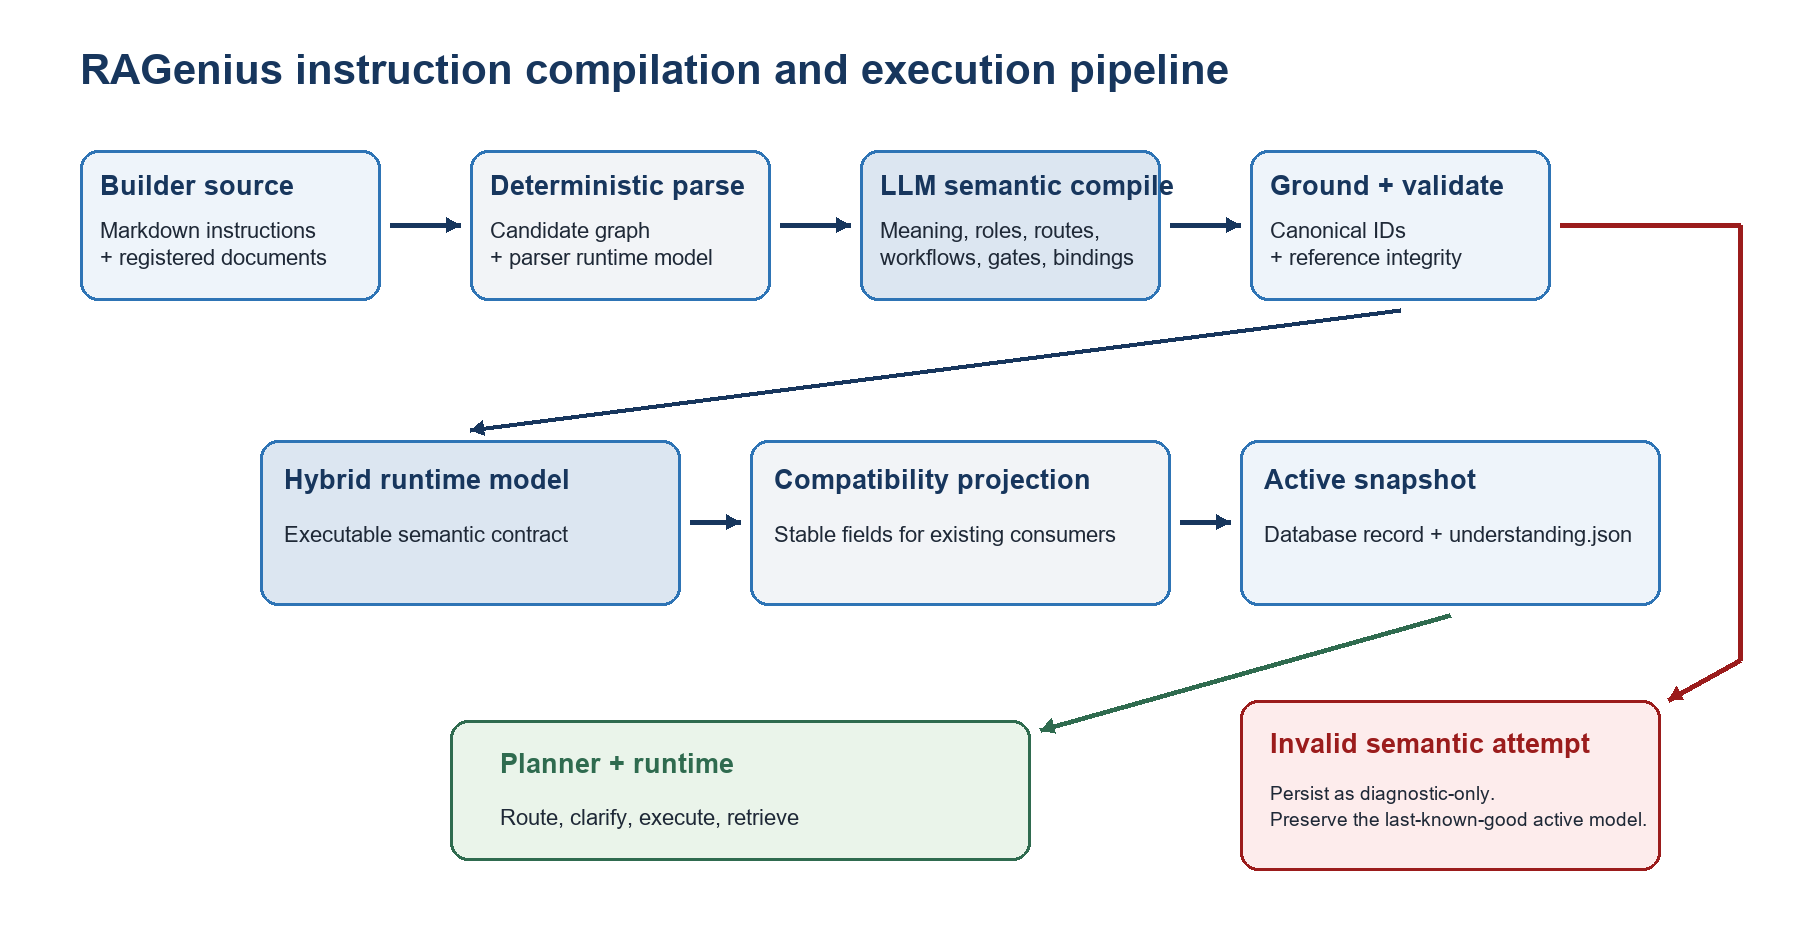 RAGenius instruction compilation and execution pipeline
Builder source
Markdown instructions
+ registered documents
Deterministic parse
Candidate graph
+ parser runtime model
LLM semantic compile
Meaning, roles, routes,
workflows, gates, bindings
Ground + validate
Canonical IDs
+ reference integrity
Hybrid runtime model
Executable semantic contract
Compatibility projection
Stable fields for existing consumers
Active snapshot
Database record + understanding.json
Planner + runtime
Route, clarify, execute, retrieve
Invalid semantic attempt
Persist as diagnostic-only.
Preserve the last-known-good active model.